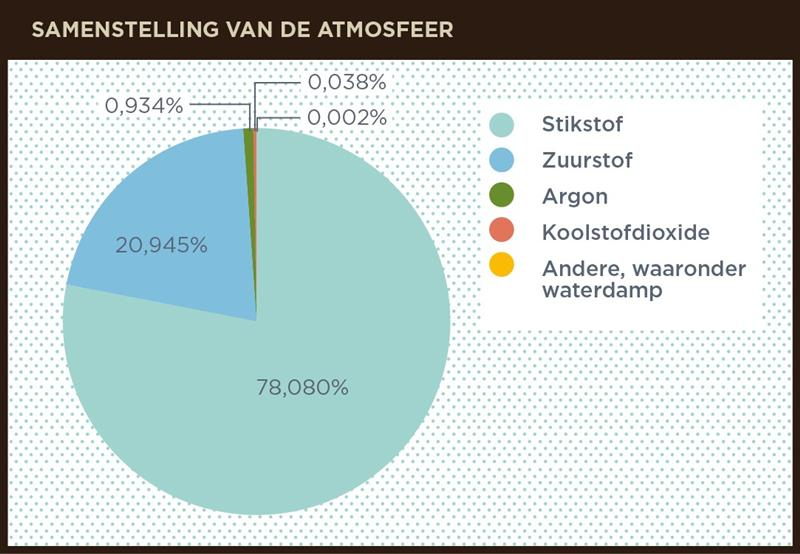 SAMENSTELLING VAN DE ATMOSFEER
0,038%
0,934%
0,002%
20,945%
78,080%
Stikstof
Zuurstof
Argon
Koolstofdioxide
Andere, waaronder
waterdamp